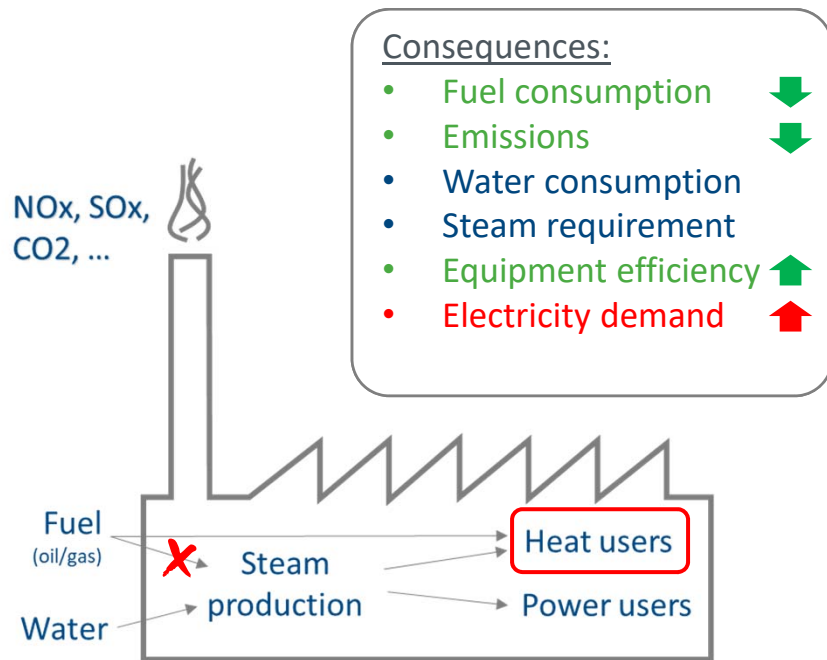 Consequences:
• Fuel consumption
• Emissions
• Water consumption
• Steam requirement
• Equipment efficiency
• Electricity demand
NOx, SOx,
CO2, ...
Fuel
(oil/gas)
Heat users
Steam
production
Power users
Water